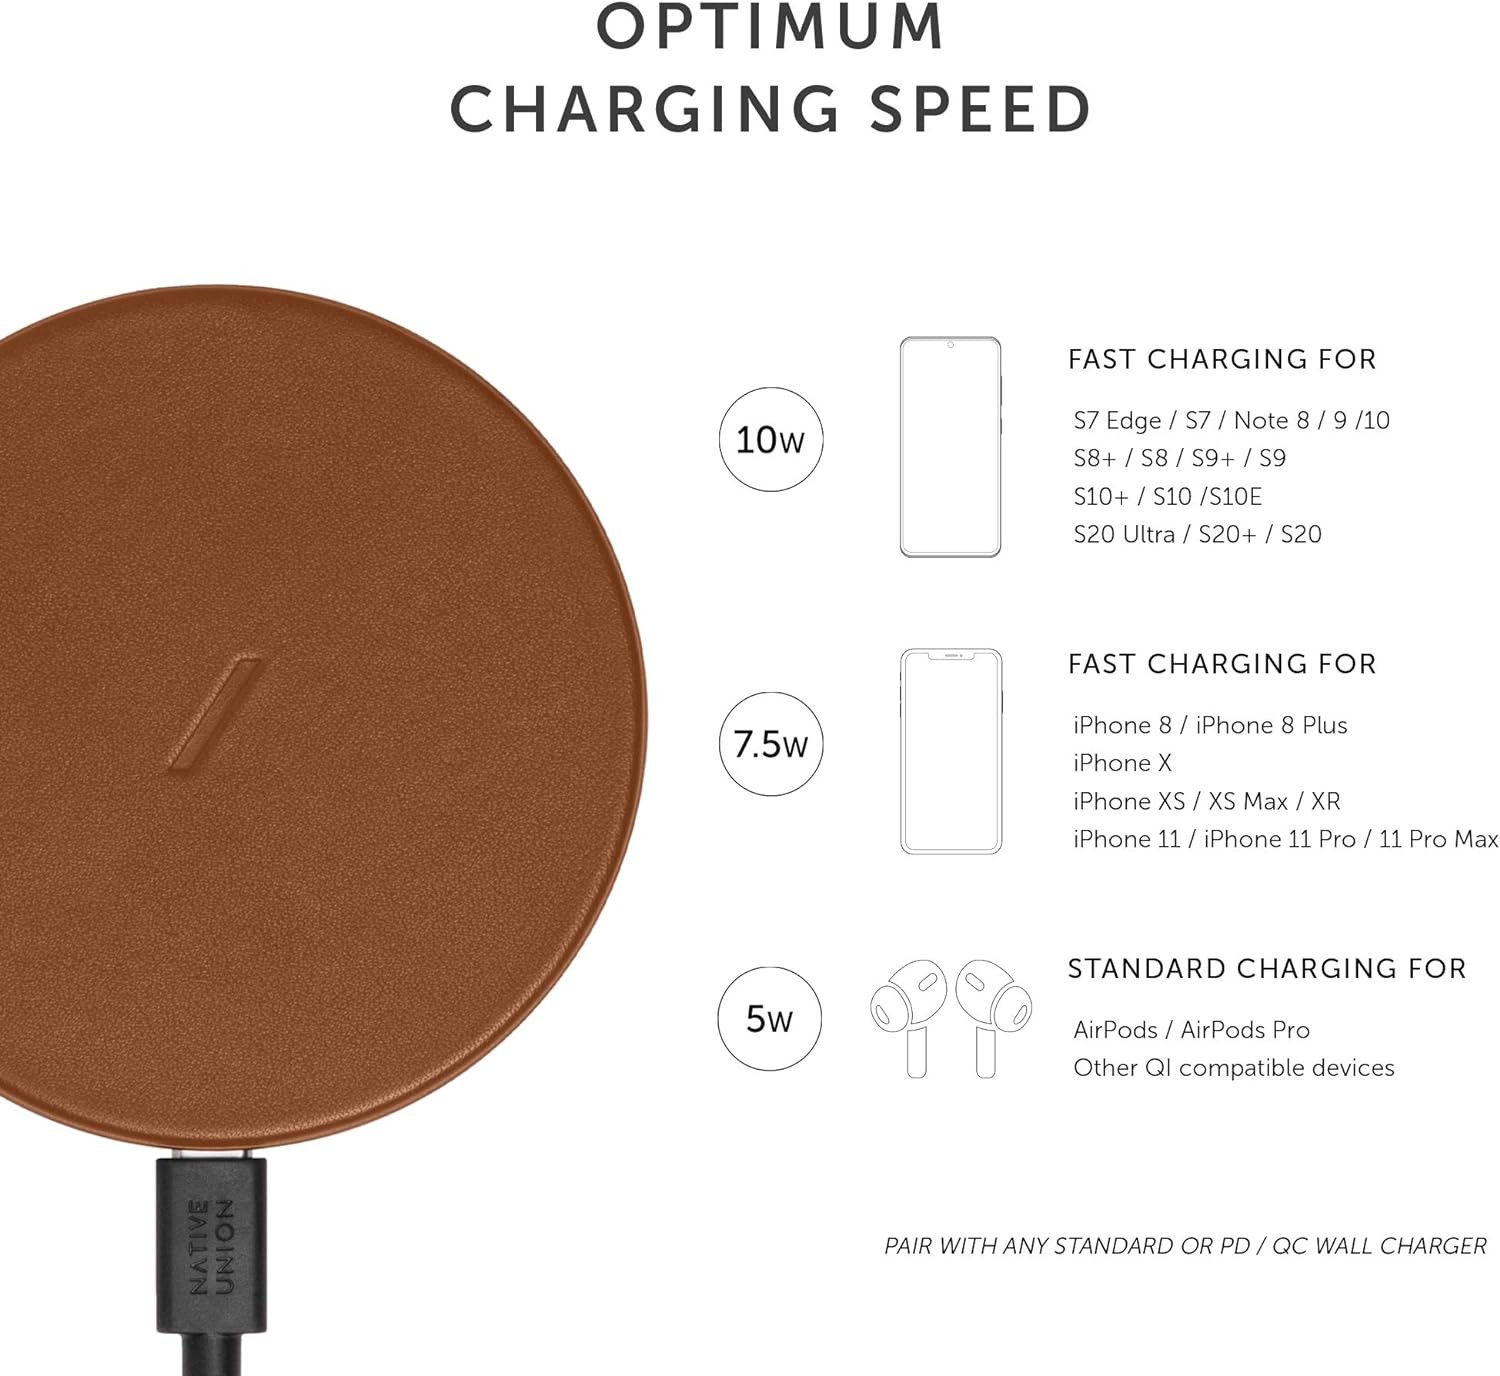 OPTIMUM
CHARGING SPEED
10W
FAST CHARGING FOR
S7 Edge / S7 / Note 8 / 9 /10
S8+ / S8 / S9+ / S9
S10+ / S10 /S10E
S20 Ultra / S20+ / S20
7.5W
FAST CHARGING FOR
iPhone 8 / iPhone 8 Plus
iPhone X
iPhone XS / XS Max / XR
iPhone 11 / iPhone 11 Pro / 11 Pro Max
5W
STANDARD CHARGING FOR
AirPods / AirPods Pro
Other QI compatible devices
NATIVE
UNION
PAIR WITH ANY STANDARD OR PD / QC WALL CHARGER